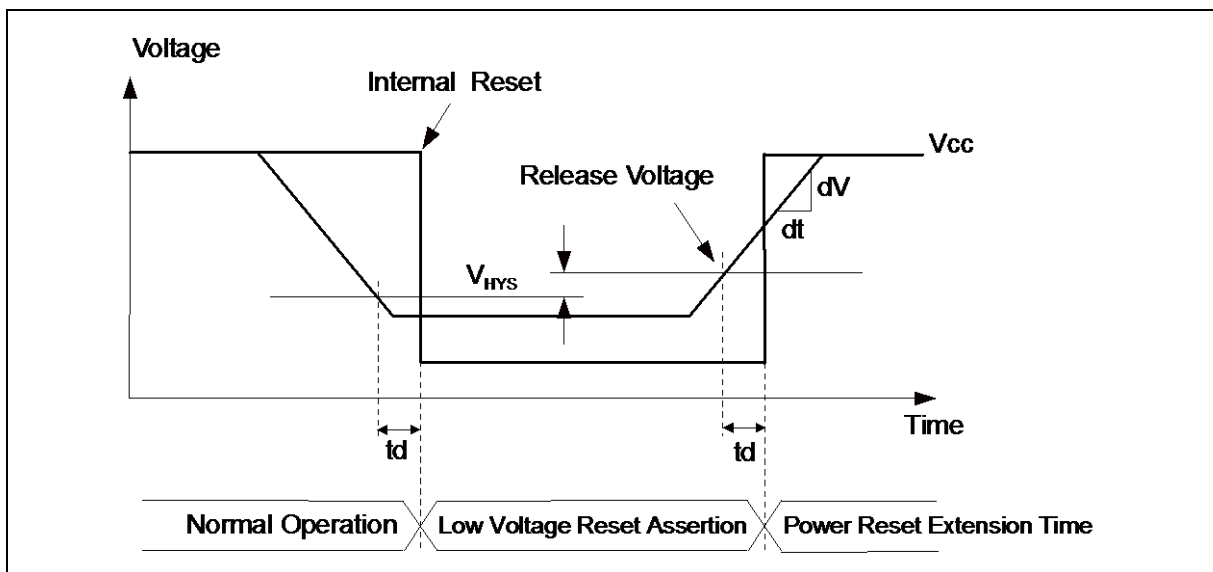 Voltage
Internal Reset
Vcc
Release Voltage
dV
dt
VHYS
Time
td
td
Normal Operation
Low Voltage Reset Assertion
Power Reset Extension Time